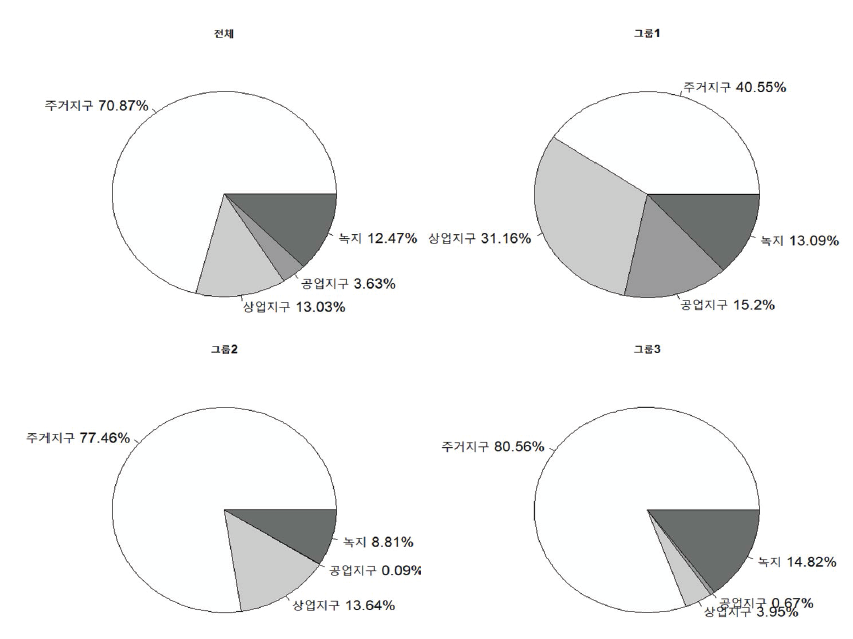 전체
주거지구 70.87%
녹지 12.47%
공업지구 3.63%
상업지구 13.03%
그룹1
주거지구 40.55%
상업지구 31.16%
녹지 13.09%
공업지구 15.2%
그룹2
주거지구 77.46%
녹지 8.81%
공업지구 0.09%
상업지구 13.64%
그룹3
주거지구 80.56%
녹지 14.82%
공업지구 0.67%
상업지구 3.95%